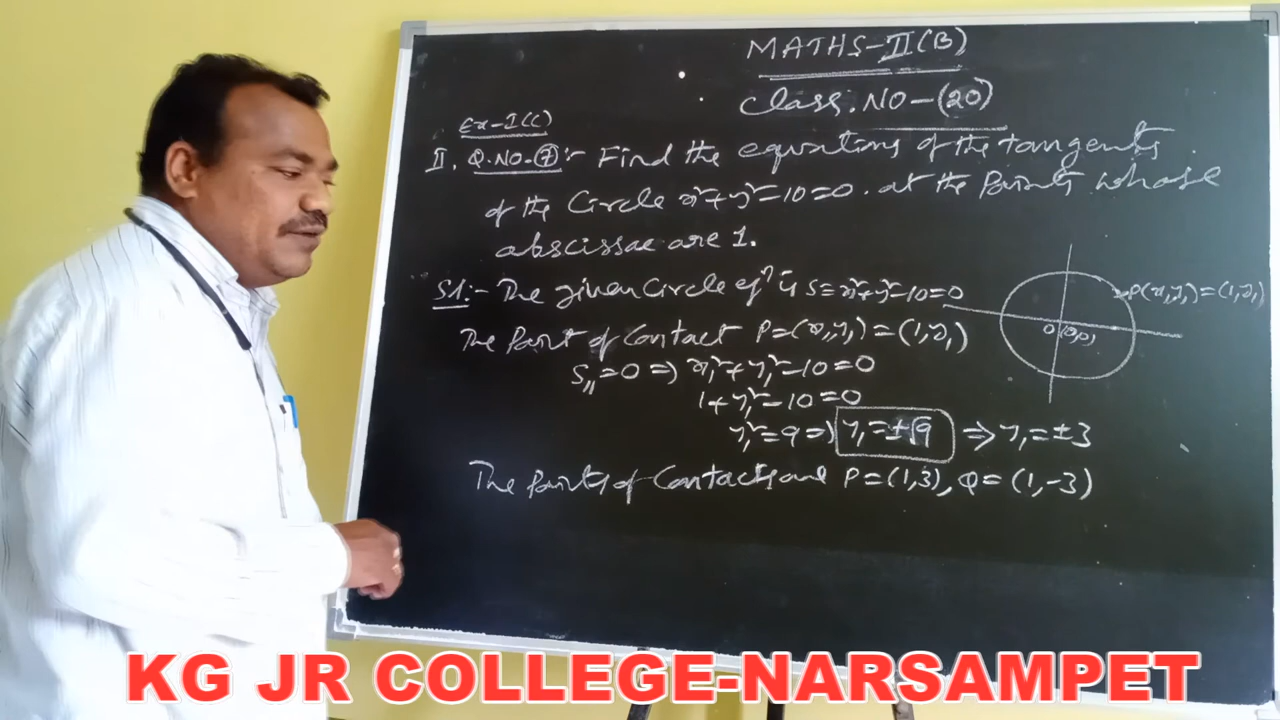 MATHS-II(B)
Class. NO-(20)
Ex-1(C)
II. Q.NO-⑦:- Find the equations of the tangents
of the Circle x²+y²-10=0. at the Points whose
abscissae are 1.
Sol:- The given Circle eqⁿ is S≡x²+y²-10=0
P(x₁,y₁)=(1,y₁)
The Point of Contact P=(x₁,y₁)=(1,y₁)
O (0,0)
S₁₁=0 ⇒ x₁²+y₁²-10=0
1+y₁²-10=0
y₁²=9 ⇒ y₁=±√9 ⇒ y₁=±3
The Points of Contacts are P=(1,3), Q=(1,-3)
KG JR COLLEGE-NARSAMPET